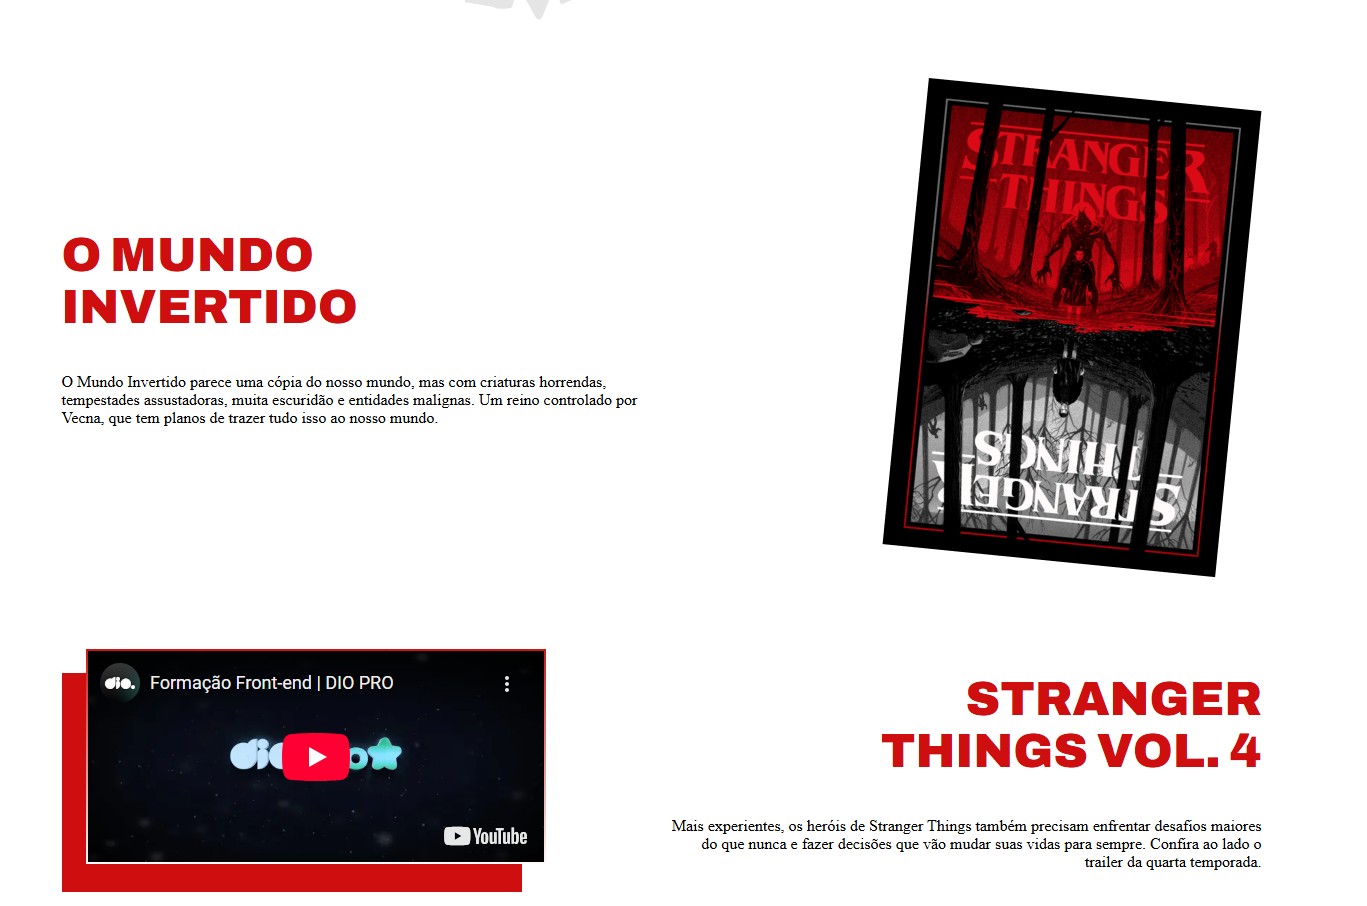 STRANGER
THINGS
O MUNDO
INVERTIDO
O Mundo Invertido parece uma cópia do nosso mundo, mas com criaturas horrendas,
tempestades assustadoras, muita escuridão e entidades malignas. Um reino controlado por
Vecna, que tem planos de trazer tudo isso ao nosso mundo.
THINGS
STRANGER
dio.
Formação Front-end | DIO PRO
YouTube
STRANGER
THINGS VOL. 4
Mais experientes, os heróis de Stranger Things também precisam enfrentar desafios maiores
do que nunca e fazer decisões que vão mudar suas vidas para sempre. Confira ao lado o
trailer da quarta temporada.